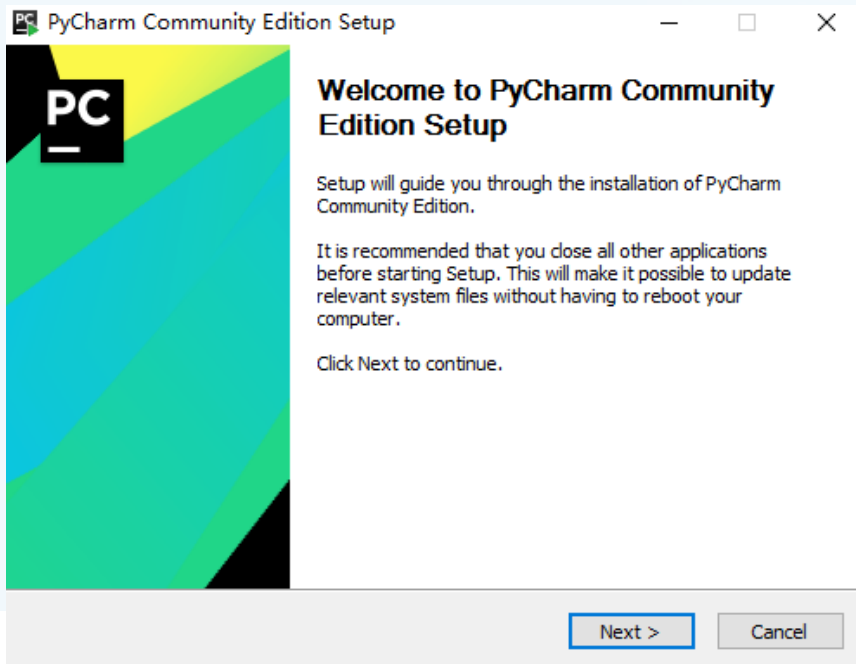 PyCharm Community Edition Setup
PC
Welcome to PyCharm Community
Edition Setup
Setup will guide you through the installation of PyCharm
Community Edition.
It is recommended that you close all other applications
before starting Setup. This will make it possible to update
relevant system files without having to reboot your
computer.
Click Next to continue.
Next >
Cancel